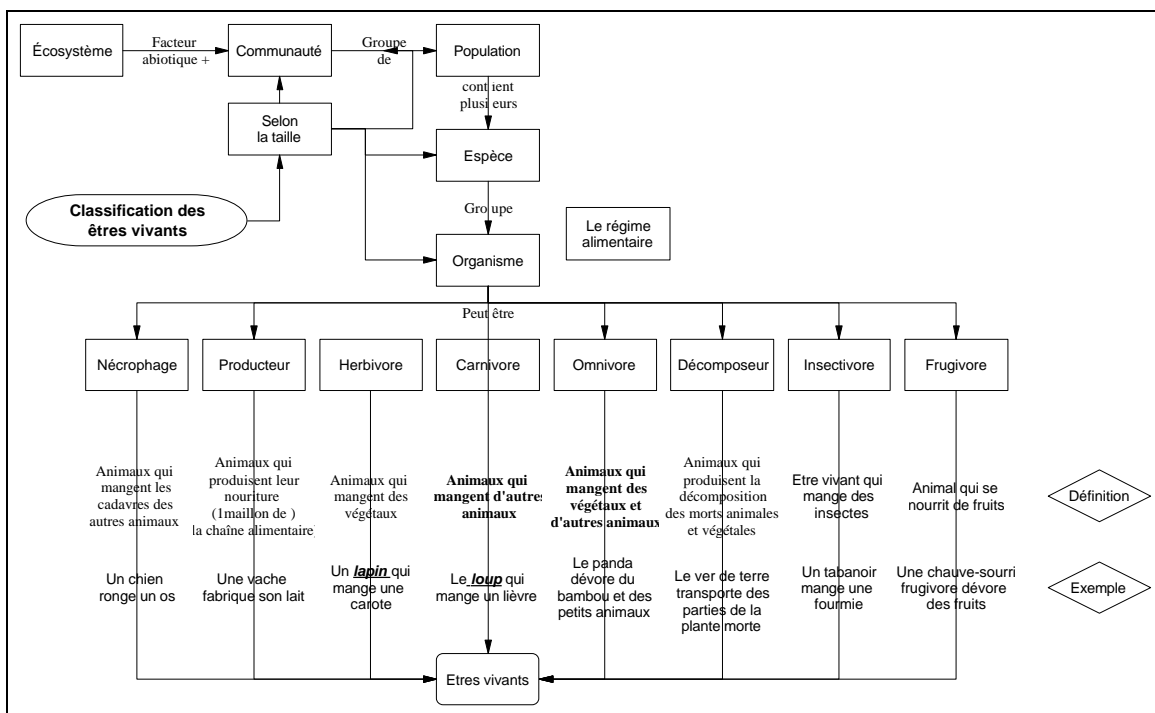 Écosystème
Facteur
abiotique +
Communauté
Groupe
de
Population
contient
plusieurs
Selon
la taille
Espèce
Classification des
êtres vivants
Groupe
Le régime
alimentaire
Organisme
Peut être
Nécrophage
Producteur
Herbivore
Carnivore
Omnivore
Décomposeur
Insectivore
Frugivore
Animaux qui
mangent les
cadavres des
autres animaux
Animaux qui
produisent leur
nouriture
(1maillon de )
la chaîne alimentaire)
Animaux qui
mangent des
végétaux
Animaux qui
mangent d'autres
animaux
Animaux qui
mangent des
végétaux et
d'autres animaux
Animaux qui
produisent la
décomposition
des morts animales
et végétales
Etre vivant qui
mange des
insectes
Animal qui se
nourrit de fruits
Définition
Un chien
ronge un os
Une vache
fabrique son lait
Un lapin qui
mange une
carote
Le loup qui
mange un lièvre
Le panda
dévore du
bambou et des
petits animaux
Le ver de terre
transporte des
parties de la
plante morte
Un tabanoir
mange une
fourmie
Une chauve-sourri
frugivore dévore
des fruits
Exemple
Etres vivants